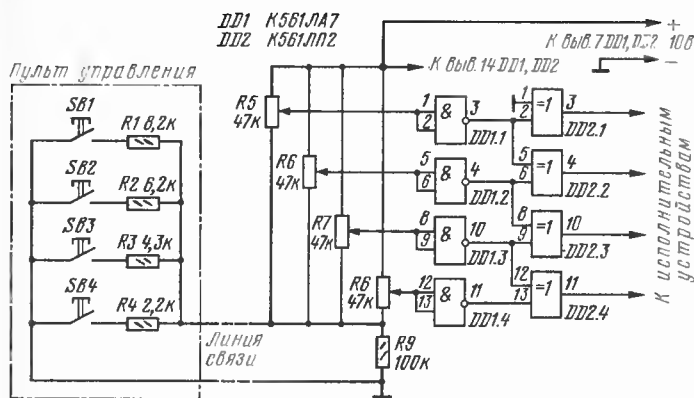 DD1 К561ЛА7
DD2 К561ЛП2
К выв. 7 DD1, DD2
+
10В
−
К выв. 14 DD1, DD2
Пульт управления
SB1
R1 8,2к
SB2
R2 6,2к
SB3
R3 4,3к
SB4
R4 2,2к
Линия
связи
R5
47к
R6
47к
R7
47к
R6
47к
R9
100к
1
2
&
3
DD1.1
5
6
&
4
DD1.2
8
9
&
10
DD1.3
12
13
&
11
DD1.4
1
2
=1
3
DD2.1
5
6
=1
4
DD2.2
8
9
=1
10
DD2.3
12
13
=1
11
DD2.4
К исполнительным
устройствам